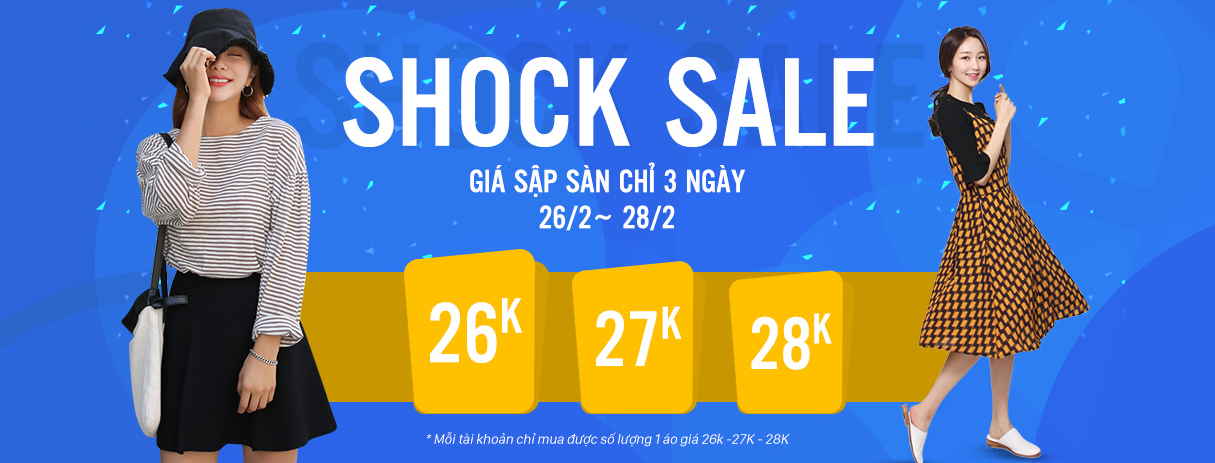 SHOCK SALE
GIÁ SẬP SÀN CHỈ 3 NGÀY
26/2~ 28/2
26K
27K
28K
* Mỗi tài khoản chỉ mua được số lượng 1 áo giá 26k -27K - 28K